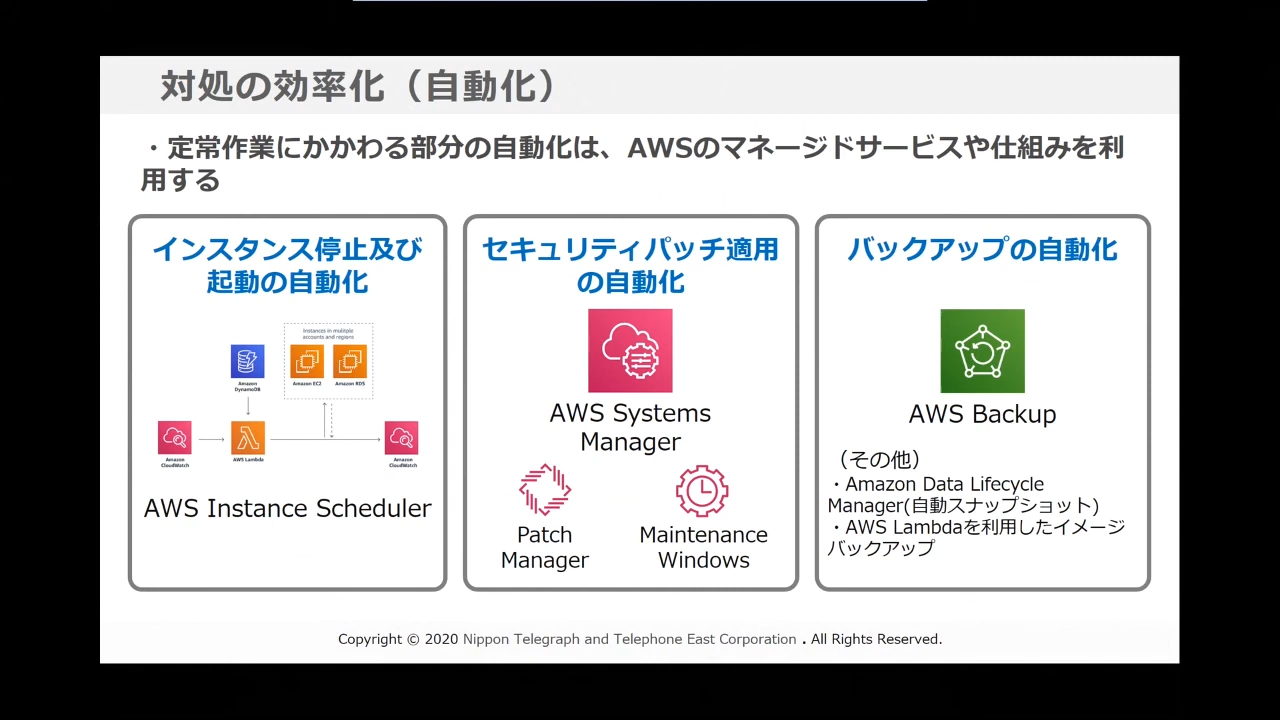 対処の効率化（自動化）
・定常作業にかかわる部分の自動化は、AWSのマネージドサービスや仕組みを利
用する
インスタンス停止及び
起動の自動化
Instances in mulitple
accounts and regions
Amazon
DynamoDB
Amazon EC2
Amazon RDS
Amazon
CloudWatch
AWS Lambda
Amazon
CloudWatch
AWS Instance Scheduler
セキュリティパッチ適用
の自動化
AWS Systems
Manager
Patch
Manager
Maintenance
Windows
バックアップの自動化
AWS Backup
（その他）
・Amazon Data Lifecycle
Manager(自動スナップショット)
・AWS Lambdaを利用したイメージ
バックアップ
Copyright © 2020 Nippon Telegraph and Telephone East Corporation . All Rights Reserved.